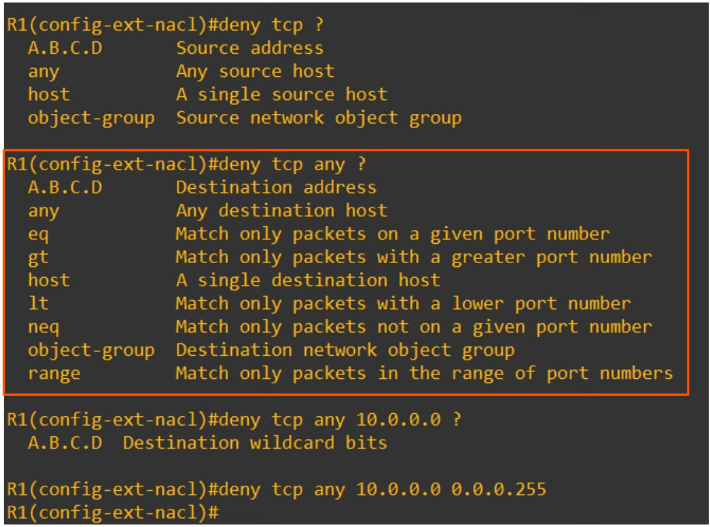 R1(config-ext-nacl)#deny tcp ?
A.B.C.D Source address
any Any source host
host A single source host
object-group Source network object group
R1(config-ext-nacl)#deny tcp any ?
A.B.C.D Destination address
any Any destination host
eq Match only packets on a given port number
gt Match only packets with a greater port number
host A single destination host
lt Match only packets with a lower port number
neq Match only packets not on a given port number
object-group Destination network object group
range Match only packets in the range of port numbers
R1(config-ext-nacl)#deny tcp any 10.0.0.0 ?
A.B.C.D Destination wildcard bits
R1(config-ext-nacl)#deny tcp any 10.0.0.0 0.0.0.255
R1(config-ext-nacl)#